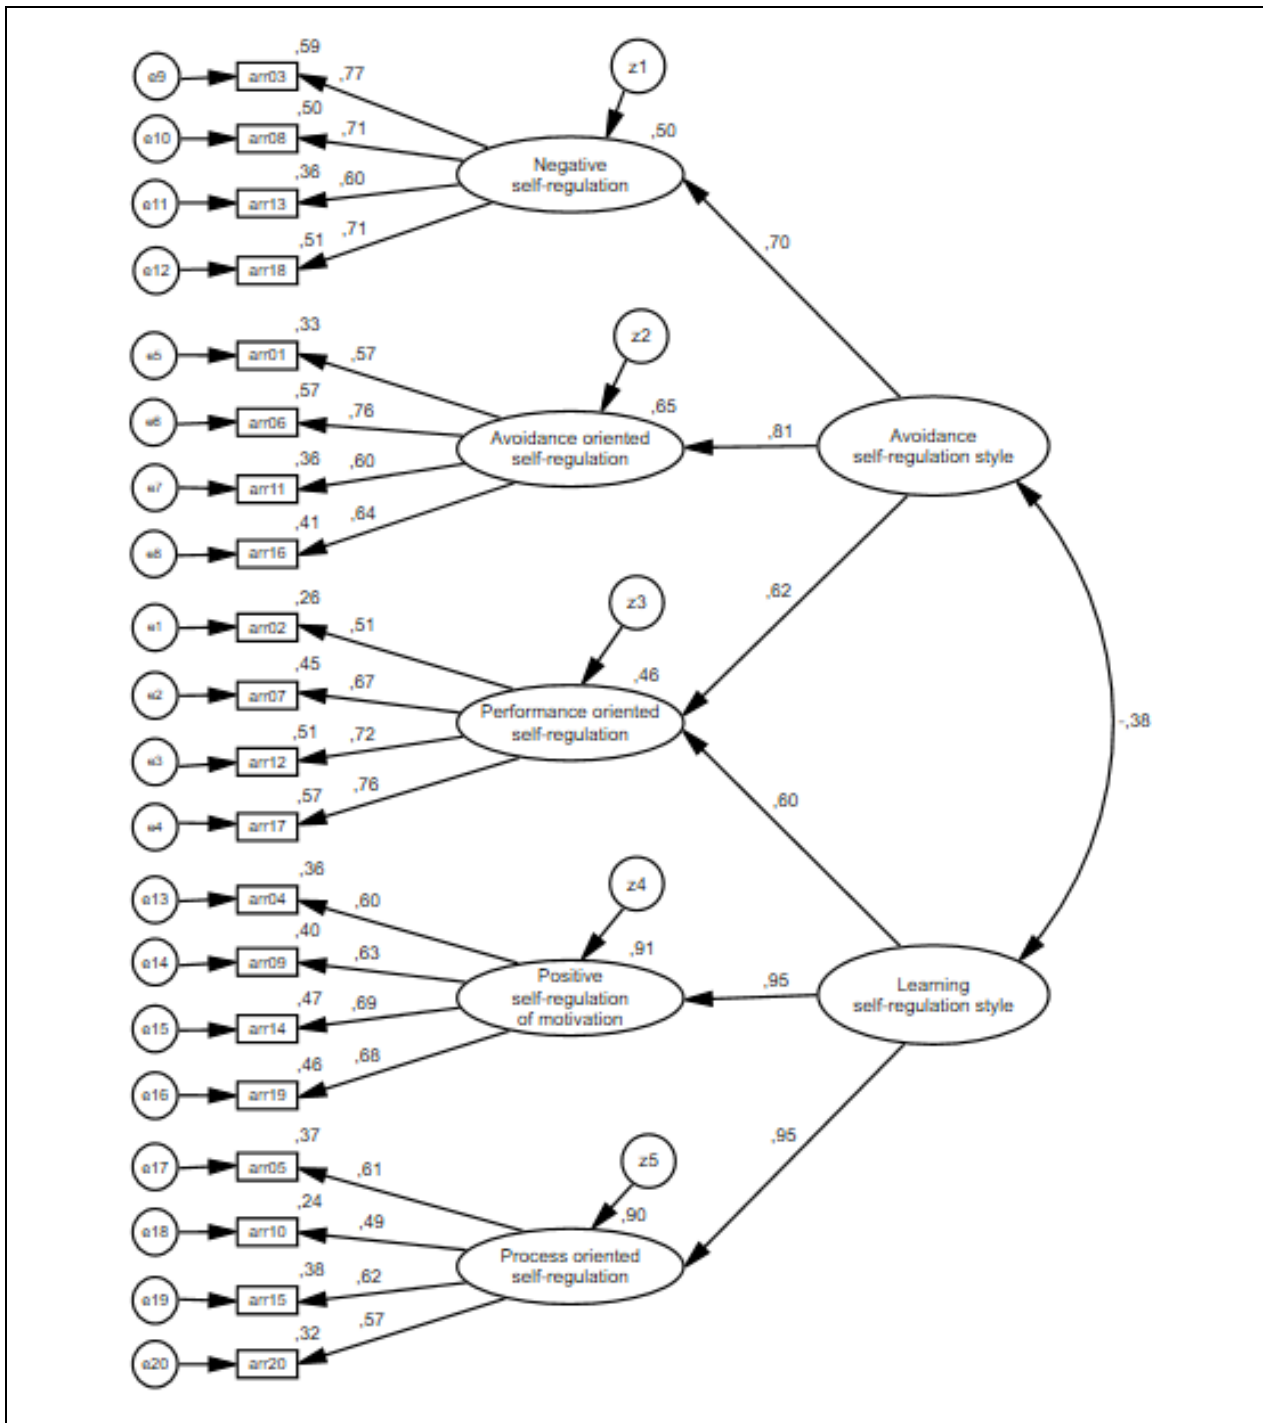 ,59
e9
arr03
,77
z1
,50
e10
arr08
,71
,50
Negative
self-regulation
,36
e11
arr13
,60
,51
e12
arr18
,71
,70
,33
e5
arr01
,57
z2
,57
e6
arr06
,76
,65
Avoidance oriented
self-regulation
,81
Avoidance
self-regulation style
,36
e7
arr11
,60
,41
e8
arr16
,64
,62
,26
e1
arr02
,51
z3
,45
e2
arr07
,67
,46
Performance oriented
self-regulation
-,38
,51
e3
arr12
,72
,57
e4
arr17
,76
,60
,36
e13
arr04
,60
z4
,40
e14
arr09
,63
,91
Positive
self-regulation
of motivation
,95
Learning
self-regulation style
,47
e15
arr14
,69
,46
e16
arr19
,68
,95
,37
e17
arr05
,61
z5
,24
e18
arr10
,49
,90
Process oriented
self-regulation
,38
e19
arr15
,62
,32
e20
arr20
,57